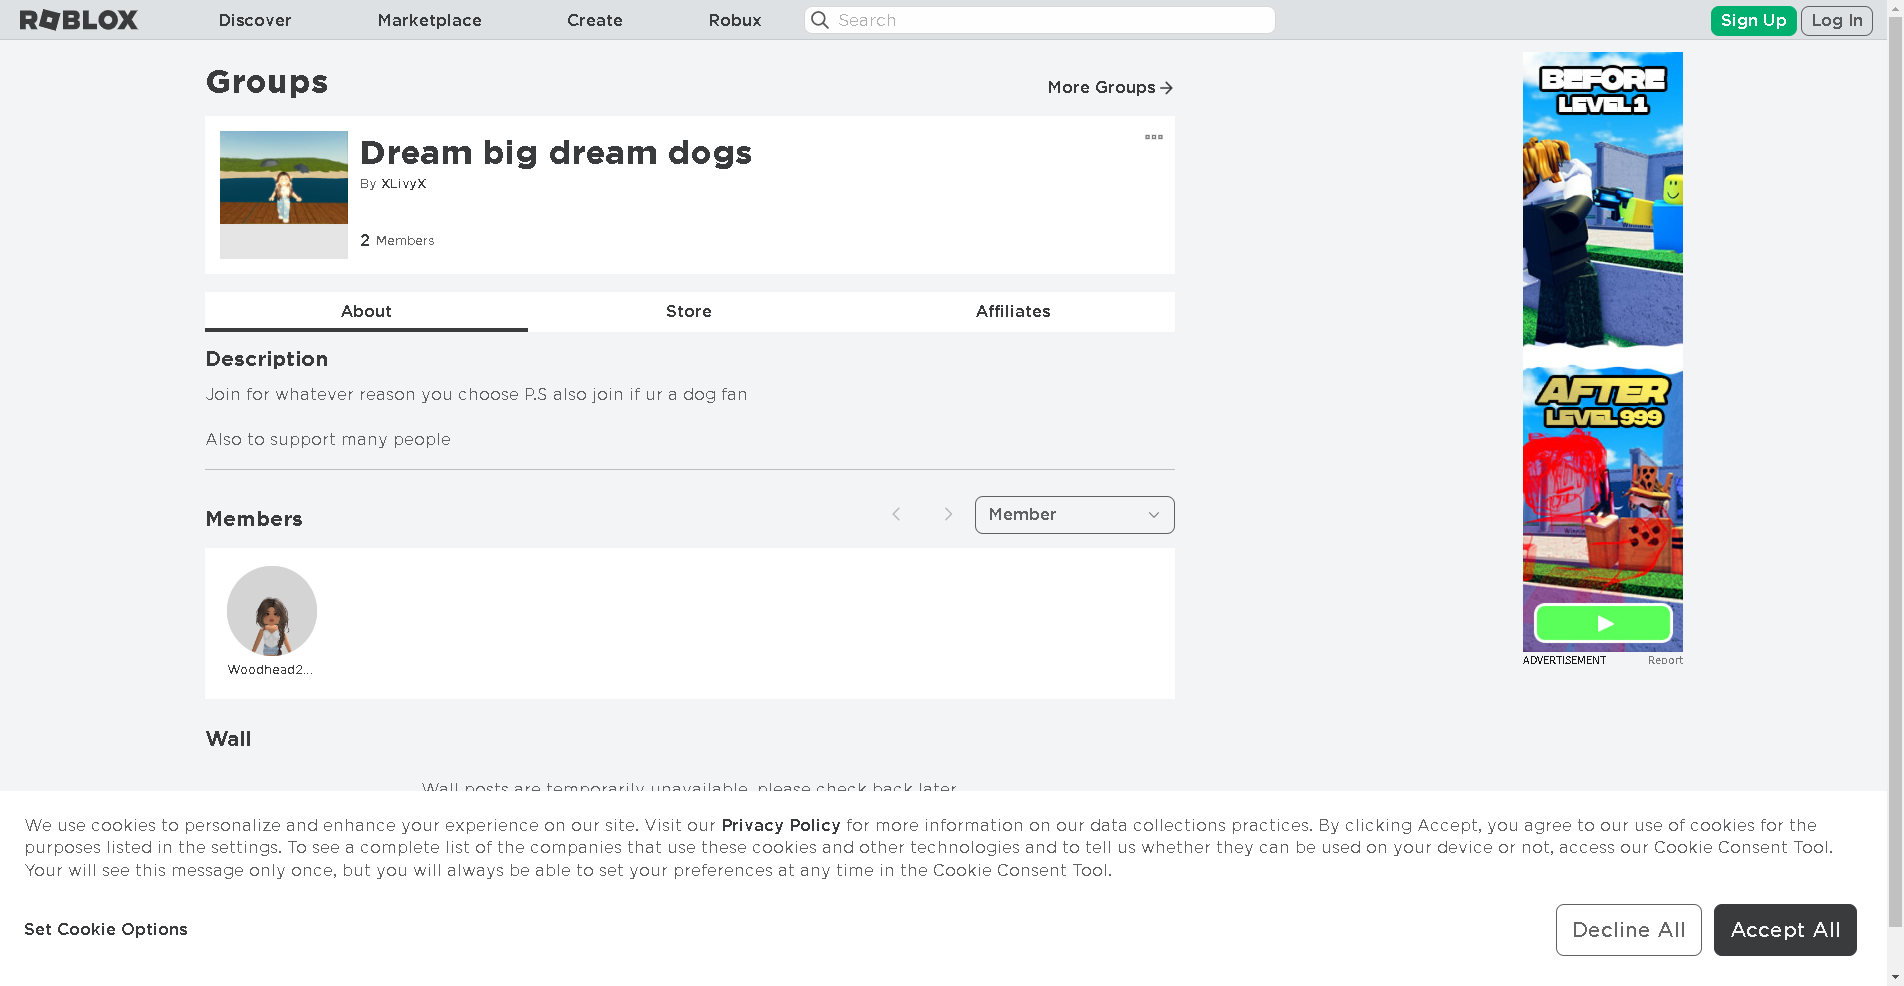 ROBLOX
Discover
Marketplace
Create
Robux
Search
Sign Up
Log In
Groups
More Groups
Dream big dream dogs
By XLivyX
2 Members
About
Store
Affiliates
Description
Join for whatever reason you choose P.S also join if ur a dog fan
Also to support many people
Members
Member
Woodhead2...
Wall
Wall posts are temporarily unavailable, please check back later.
BEFORE
LEVEL 1
AFTER
LEVEL 999
ADVERTISEMENT
Report
We use cookies to personalize and enhance your experience on our site. Visit our Privacy Policy for more information on our data collections practices. By clicking Accept, you agree to our use of cookies for the
purposes listed in the settings. To see a complete list of the companies that use these cookies and other technologies and to tell us whether they can be used on your device or not, access our Cookie Consent Tool.
Your will see this message only once, but you will always be able to set your preferences at any time in the Cookie Consent Tool.
Set Cookie Options
Decline All
Accept All